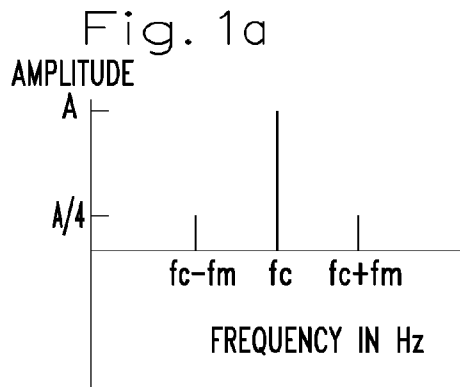 Fig. 1a
AMPLITUDE
A
A/4
fc-fm fc fc+fm
FREQUENCY IN Hz